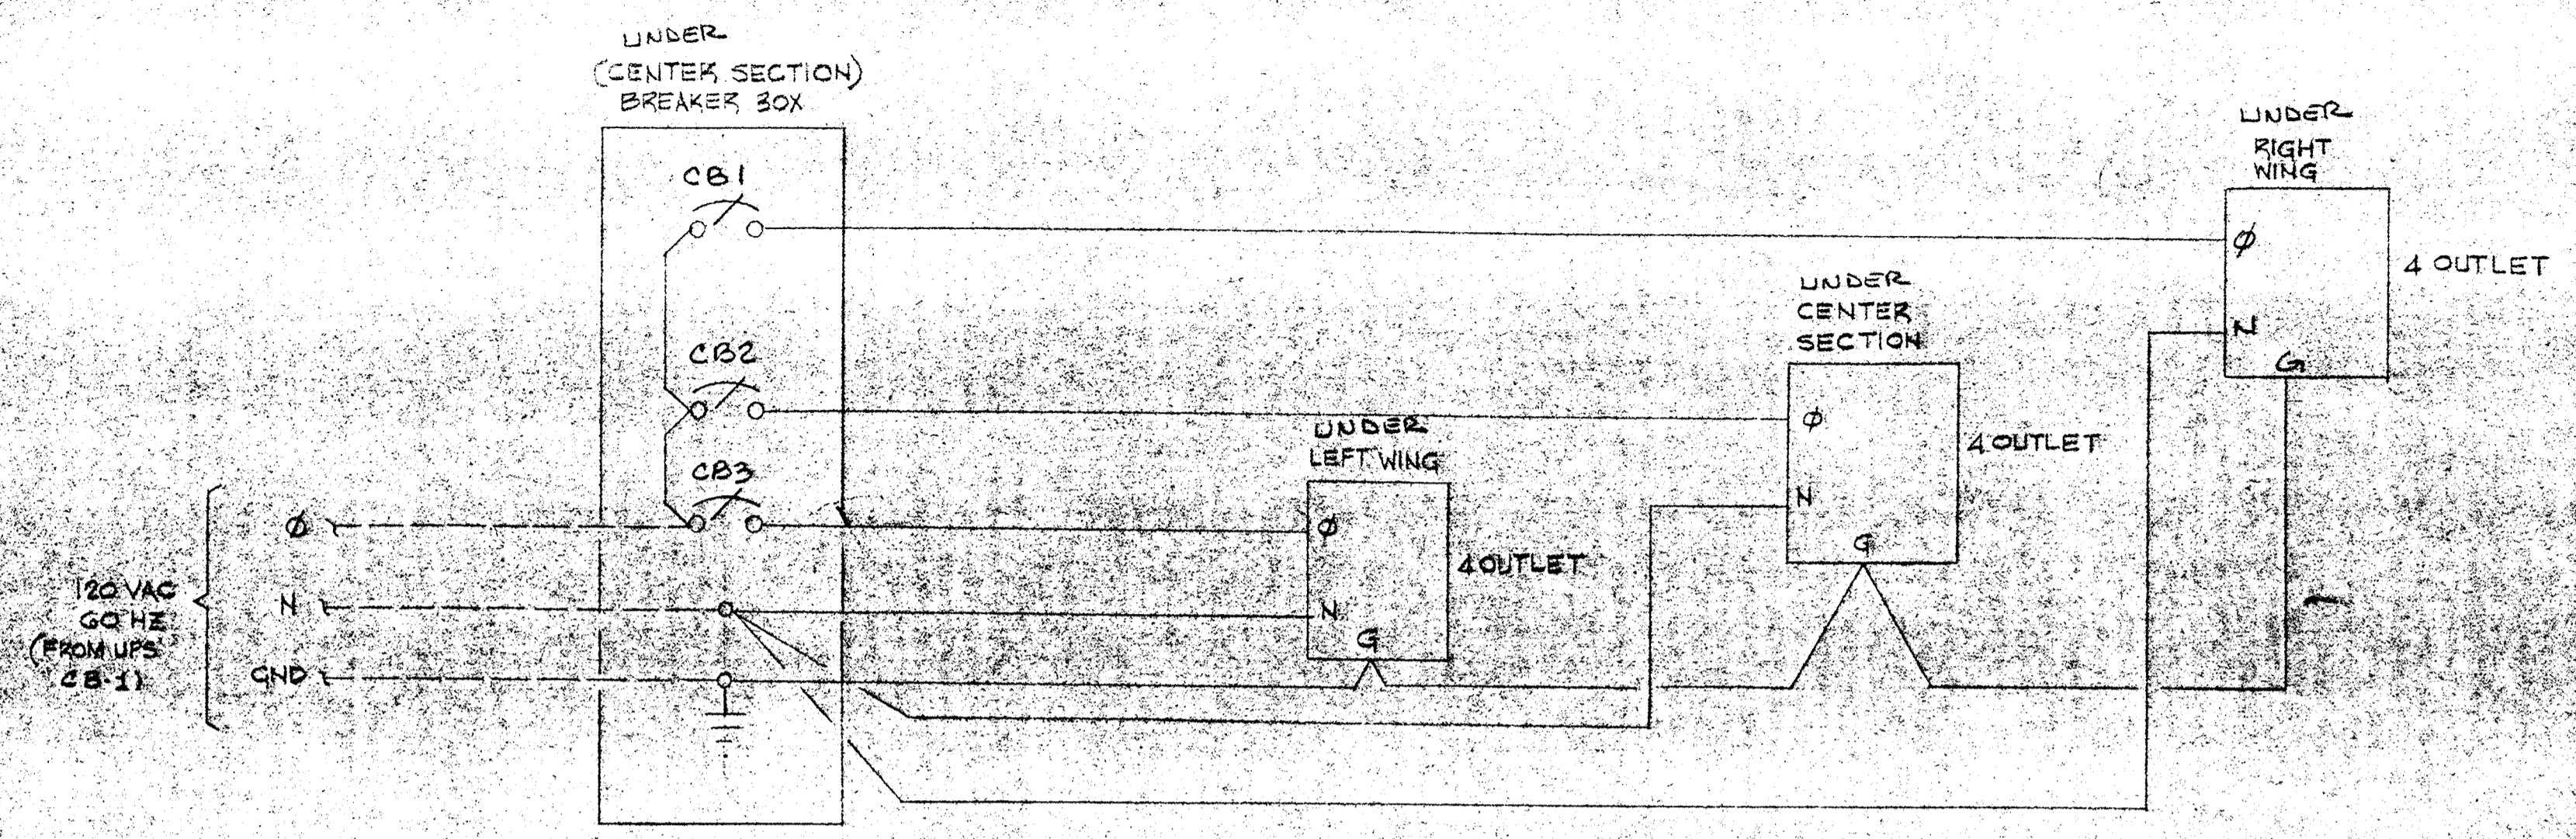 UNDER
(CENTER SECTION)
BREAKER BOX
CB1
CB2
CB3
Ø
N
GND
120 VAC
60 HZ
(FROM UPS
CB-1)
UNDER
LEFT WING
Ø
N
G
4 OUTLET
UNDER
CENTER
SECTION
Ø
N
G
4 OUTLET
UNDER
RIGHT
WING
Ø
N
G
4 OUTLET